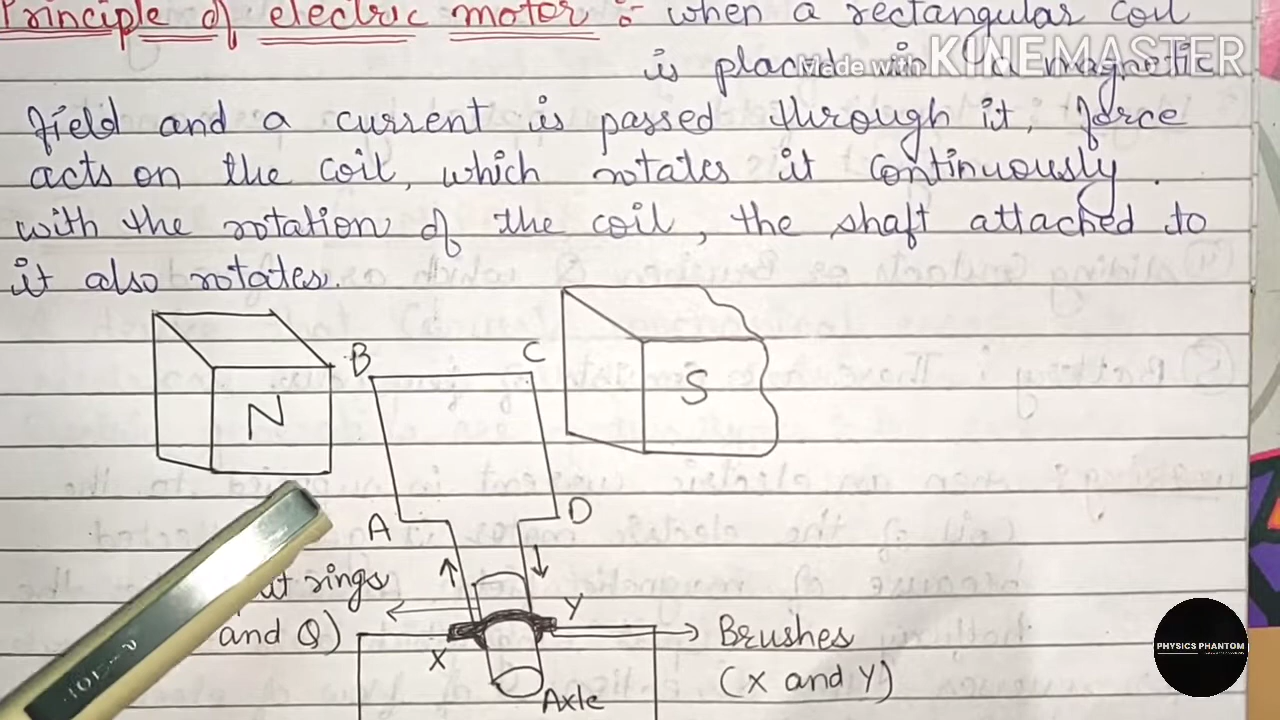 Principle of electric motor :- when a rectangular coil
is placed in a magnetic
Made with KINEMASTER
field and a current is passed through it, force
acts on the coil, which rotates it continuously.
with the rotation of the coil, the shaft attached to
it also rotates.
B
C
N
S
A
D
rings
Y
and Q)
Brushes
X
(X and Y)
Axle
PHYSICS PHANTOM